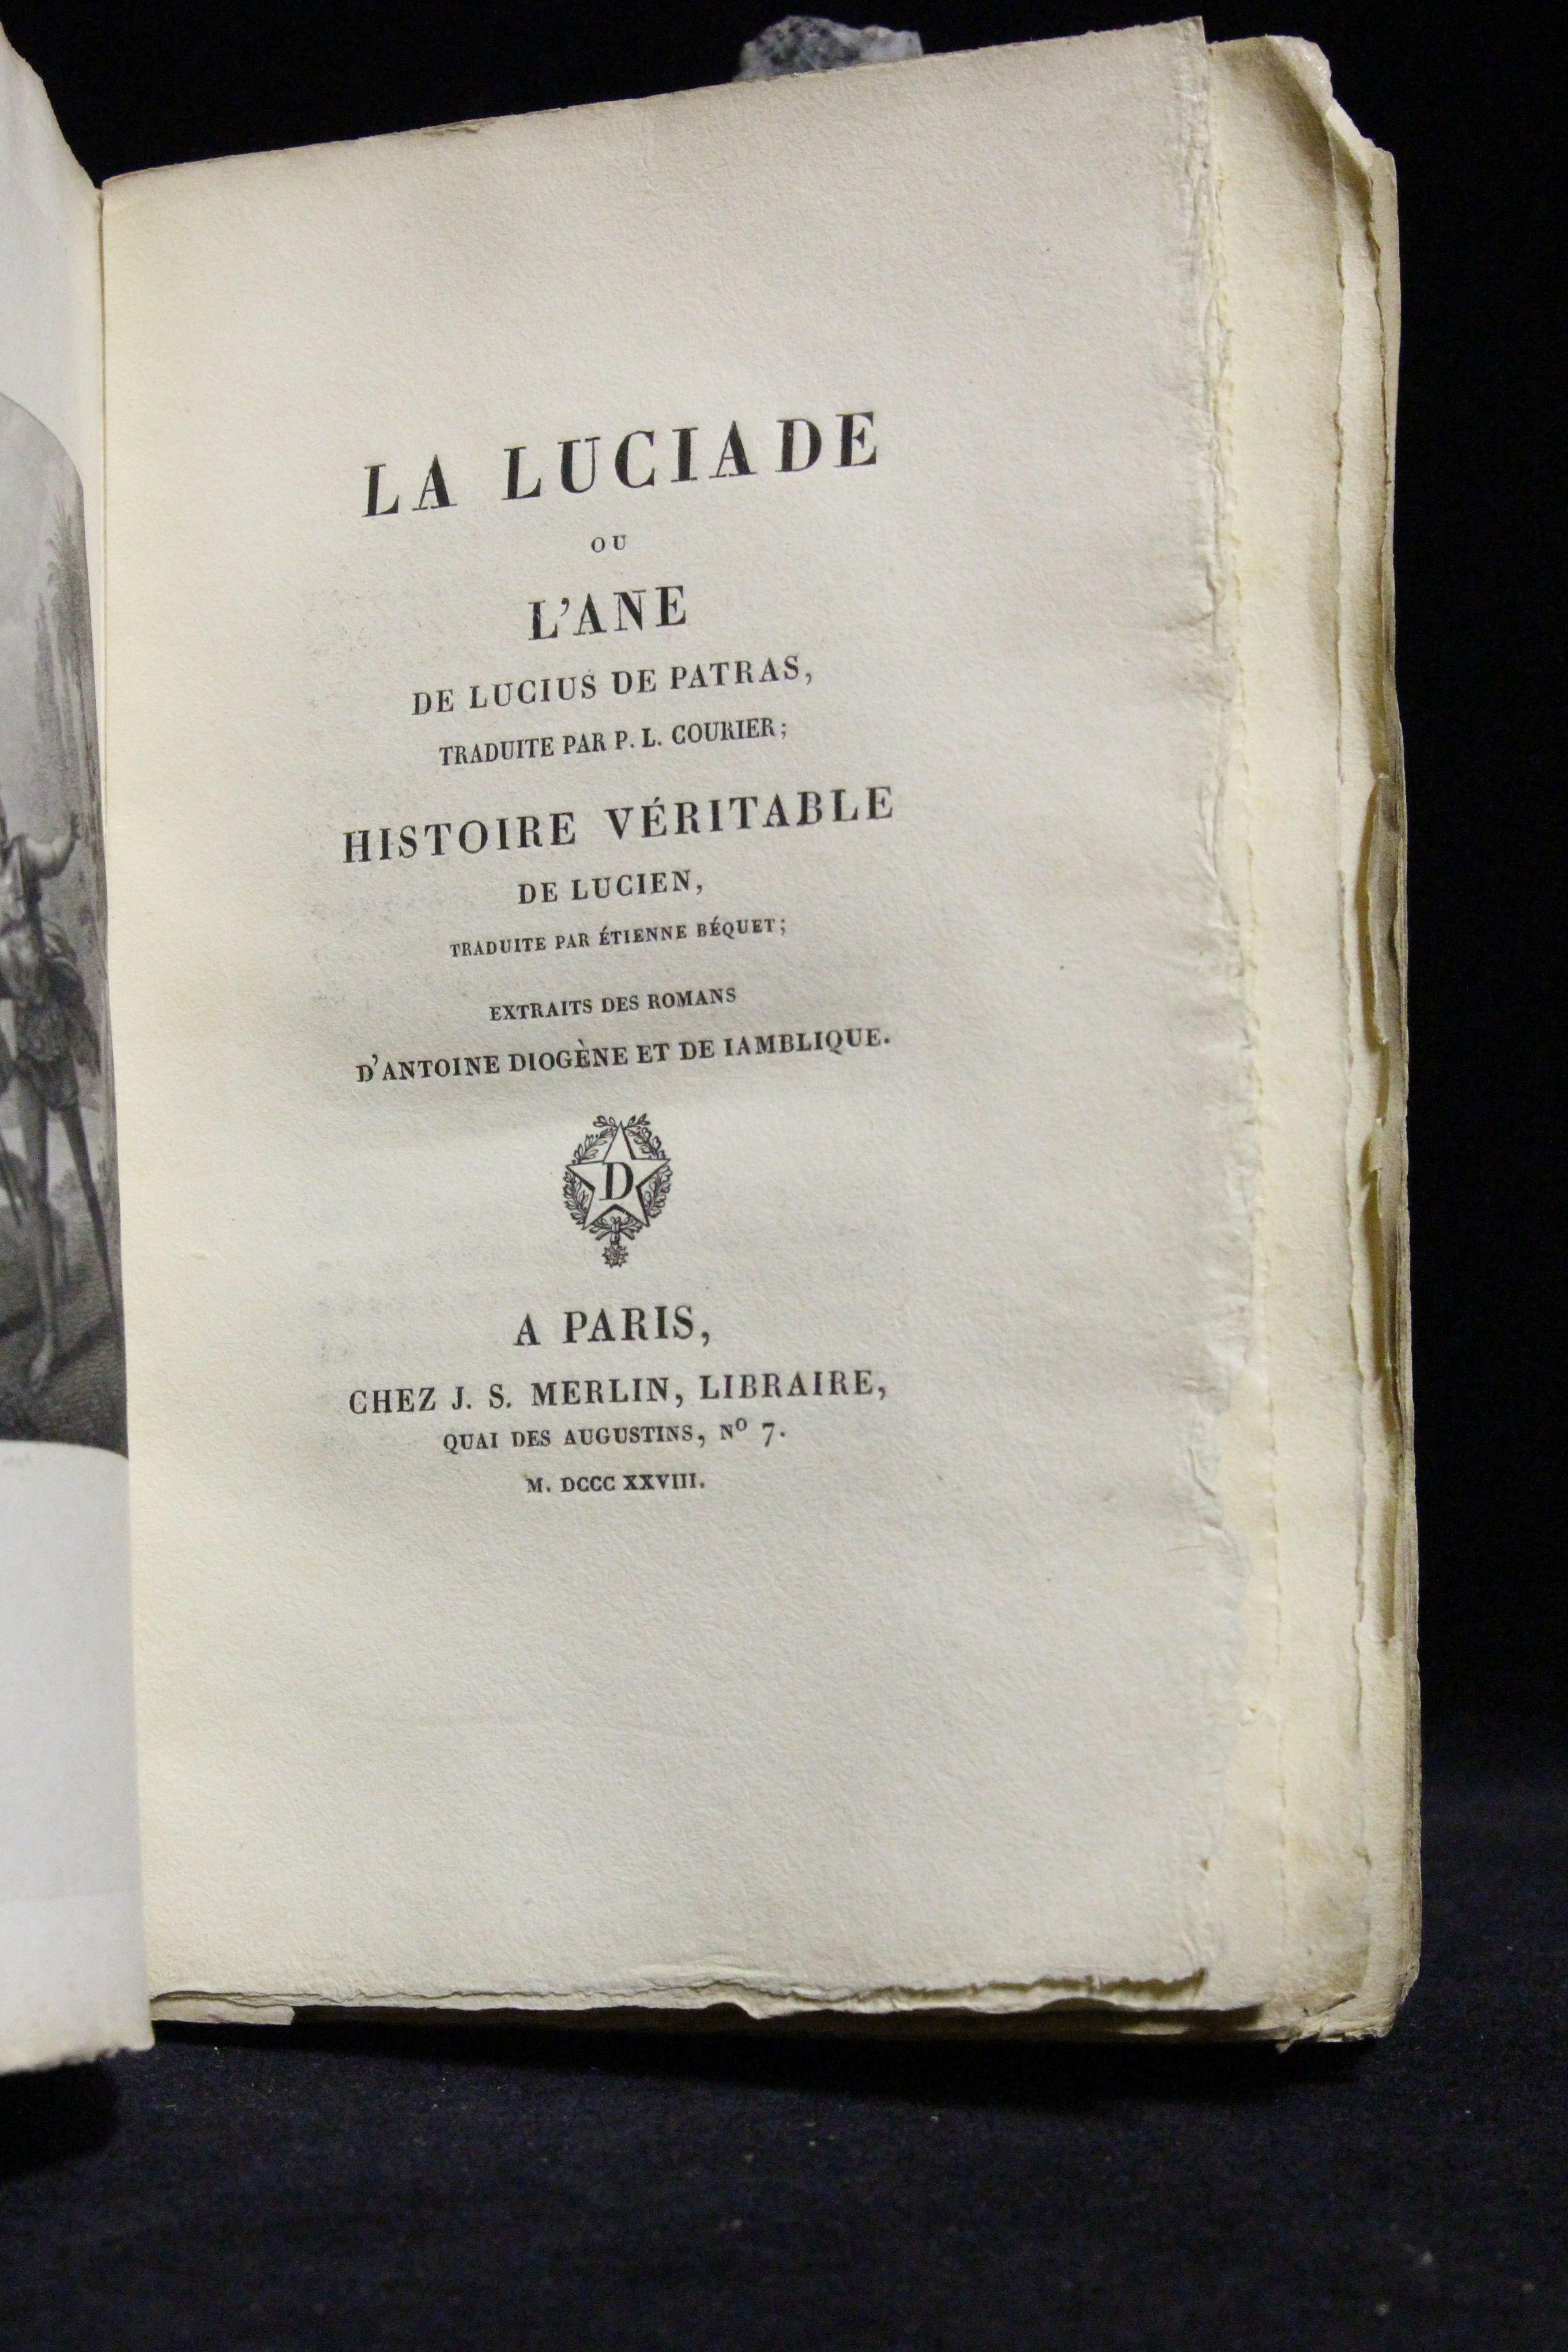 LA LUCIADE
OU
L'ANE
DE LUCIUS DE PATRAS,
TRADUITE PAR P. L. COURIER;
HISTOIRE VÉRITABLE
DE LUCIEN,
TRADUITE PAR ÉTIENNE BÉQUET;
EXTRAITS DES ROMANS
D'ANTOINE DIOGÈNE ET DE IAMBLIQUE.
D
A PARIS,
CHEZ J. S. MERLIN, LIBRAIRE,
QUAI DES AUGUSTINS, Nº 7.
M. DCCC XXVIII.